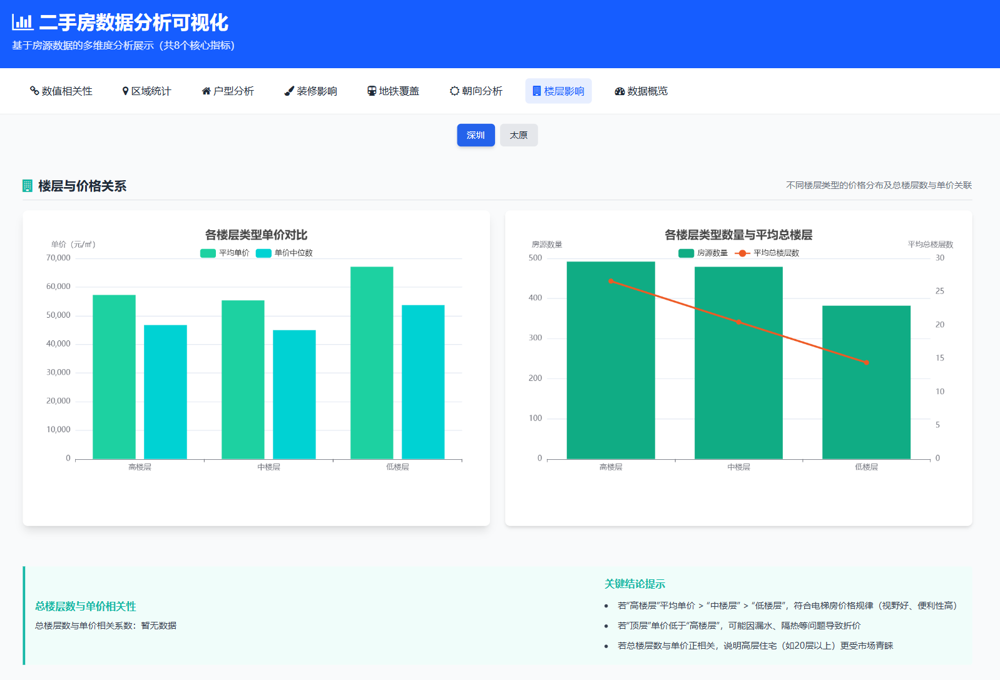 二手房数据分析可视化
基于房源数据的多维度分析展示（共8个核心指标）
数值相关性 区域统计 户型分析 装修影响 地铁覆盖 朝向分析 楼层影响 数据概览
深圳 太原
楼层与价格关系
不同楼层类型的价格分布及总楼层数与单价关联
各楼层类型单价对比
单价（元/㎡）
平均单价 单价中位数
70,000
60,000
50,000
40,000
30,000
20,000
10,000
0
高楼层 中楼层 低楼层
各楼层类型数量与平均总楼层
房源数量 平均总楼层数
房源数量 平均总楼层数
500 30
25
400
20
300
15
200
10
100
5
0 0
高楼层 中楼层 低楼层
总楼层数与单价相关性
总楼层数与单价相关系数：暂无数据
关键结论提示
若“高楼层”平均单价 > “中楼层” > “低楼层”，符合电梯房价格规律（视野好、便利性高）
若“顶层”单价低于“高楼层”，可能因漏水、隔热等问题导致折价
若总楼层数与单价正相关，说明高层住宅（如20层以上）更受市场青睐